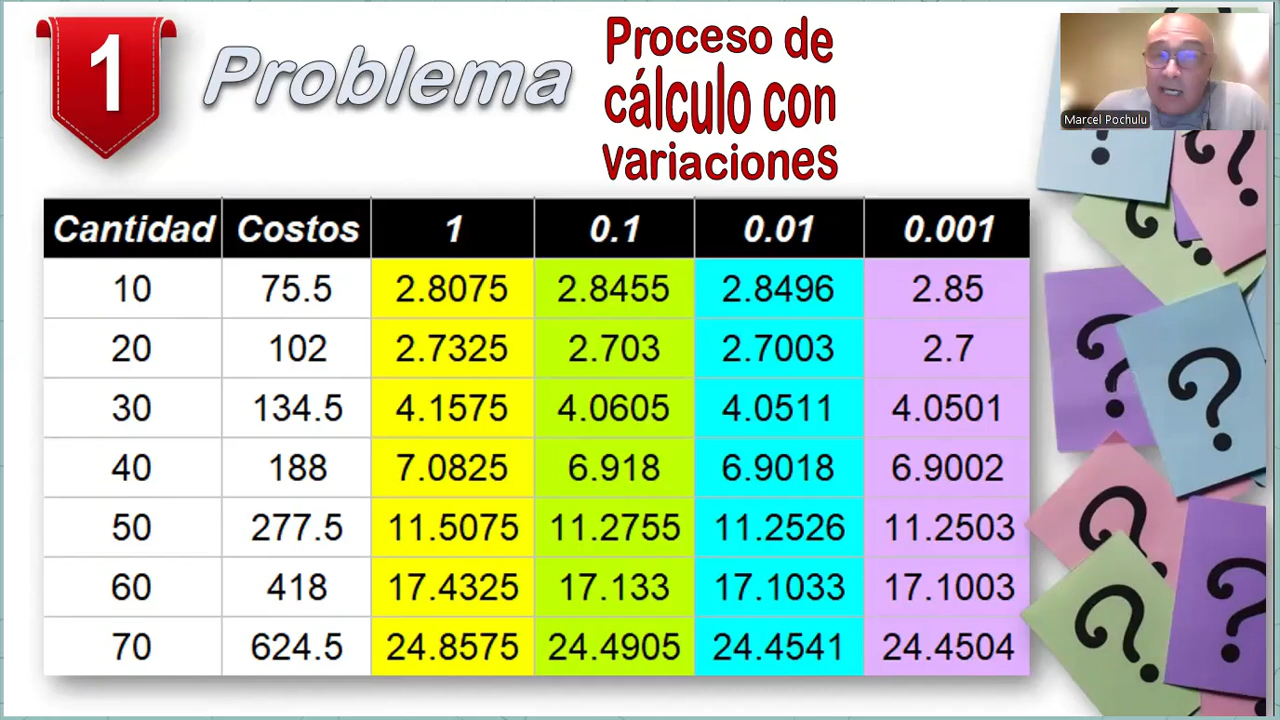 1
Problema
Proceso de
cálculo con
variaciones
Marcel Pochulu
Cantidad Costos 1 0.1 0.01 0.001
10 75.5 2.8075 2.8455 2.8496 2.85
20 102 2.7325 2.703 2.7003 2.7
30 134.5 4.1575 4.0605 4.0511 4.0501
40 188 7.0825 6.918 6.9018 6.9002
50 277.5 11.5075 11.2755 11.2526 11.2503
60 418 17.4325 17.133 17.1033 17.1003
70 624.5 24.8575 24.4905 24.4541 24.4504
? ? ? ? ? ? ? ? ?